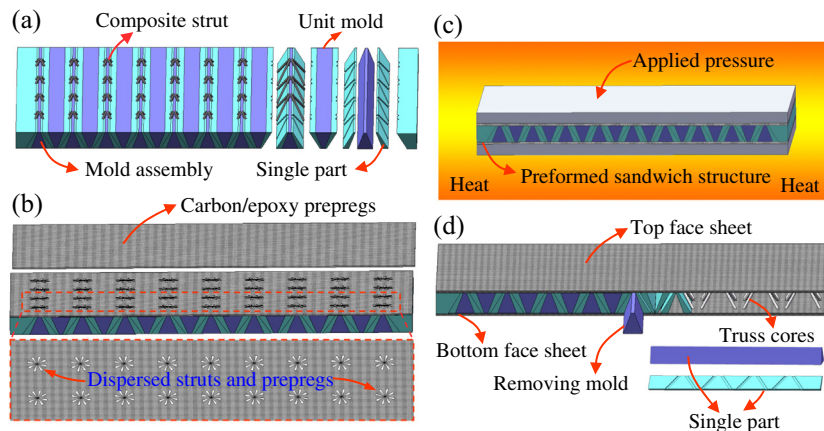 (a)
Composite strut
Unit mold
Mold assembly
Single part
(b)
Carbon/epoxy prepregs
Dispersed struts and prepregs
(c)
Applied pressure
Heat
Preformed sandwich structure
Heat
(d)
Top face sheet
Bottom face sheet
Truss cores
Removing mold
Single part